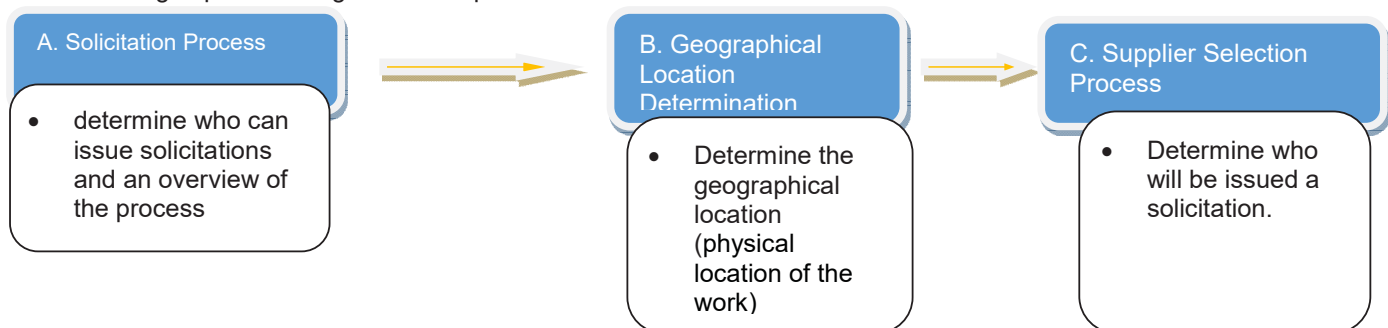 A. Solicitation Process
• determine who can
issue solicitations
and an overview of
the process
B. Geographical
Location
Determination
• Determine the
geographical
location
(physical
location of the
work)
C. Supplier Selection
Process
• Determine who
will be issued a
solicitation.